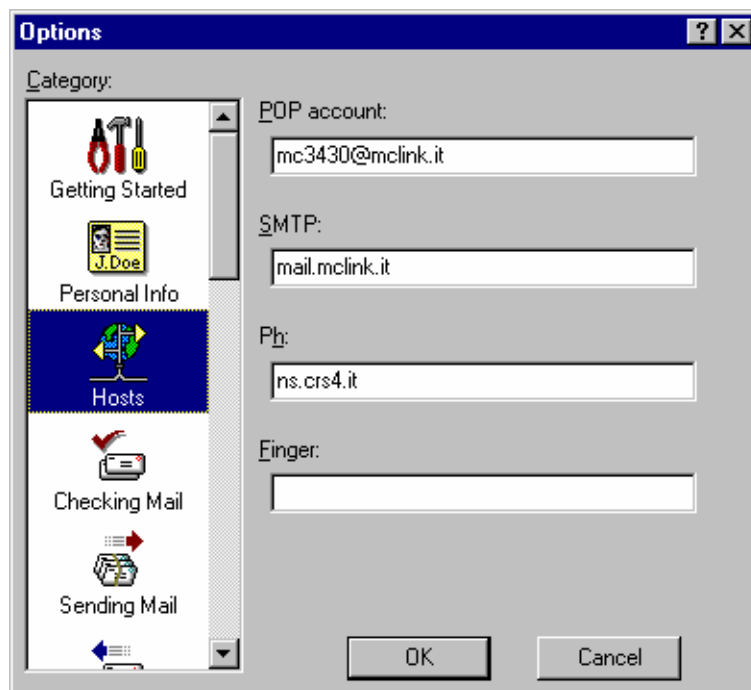 Options
Category:
Getting Started
J.Doe
Personal Info
Hosts
Checking Mail
Sending Mail
POP account:
mc3430@mclink.it
SMTP:
mail.mclink.it
Ph:
ns.crs4.it
Finger:
OK
Cancel